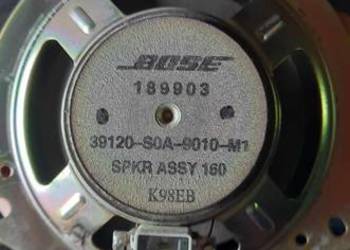 BOSE
189903
39120-S0A-9010-M1
SPKR ASSY 160
K98EB